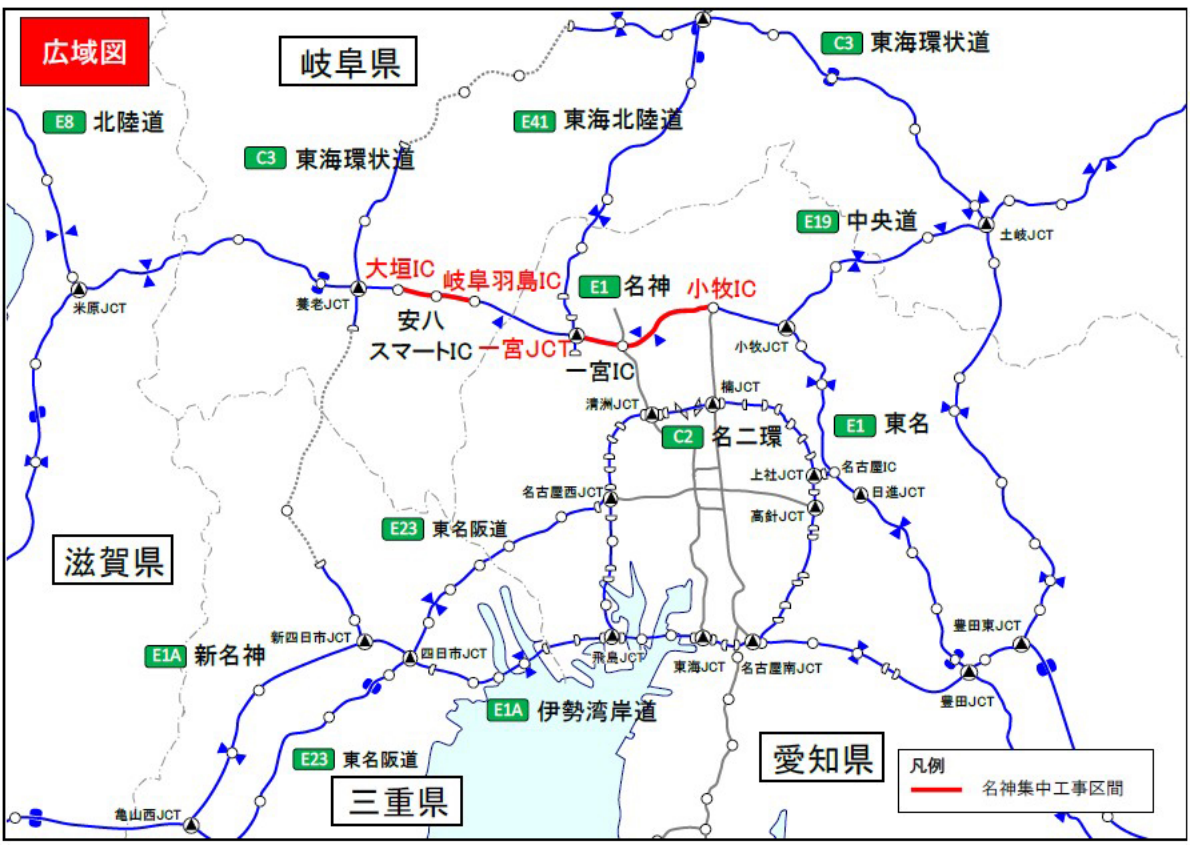 広域図
岐阜県
C3 東海環状道
E8 北陸道
E41 東海北陸道
C3 東海環状道
E19 中央道
土岐JCT
大垣IC
岐阜羽島IC
E1 名神
小牧IC
米原JCT
養老JCT
安八
スマートIC
一宮JCT
一宮IC
小牧JCT
楠JCT
清洲JCT
C2 名二環
E1 東名
上社JCT
名古屋IC
日進JCT
名古屋西JCT
高針JCT
E23 東名阪道
滋賀県
新四日市JCT
豊田東JCT
E1A 新名神
四日市JCT
飛島JCT
東海JCT
名古屋南JCT
豊田JCT
E1A 伊勢湾岸道
E23 東名阪道
愛知県
凡例
名神集中工事区間
三重県
亀山西JCT